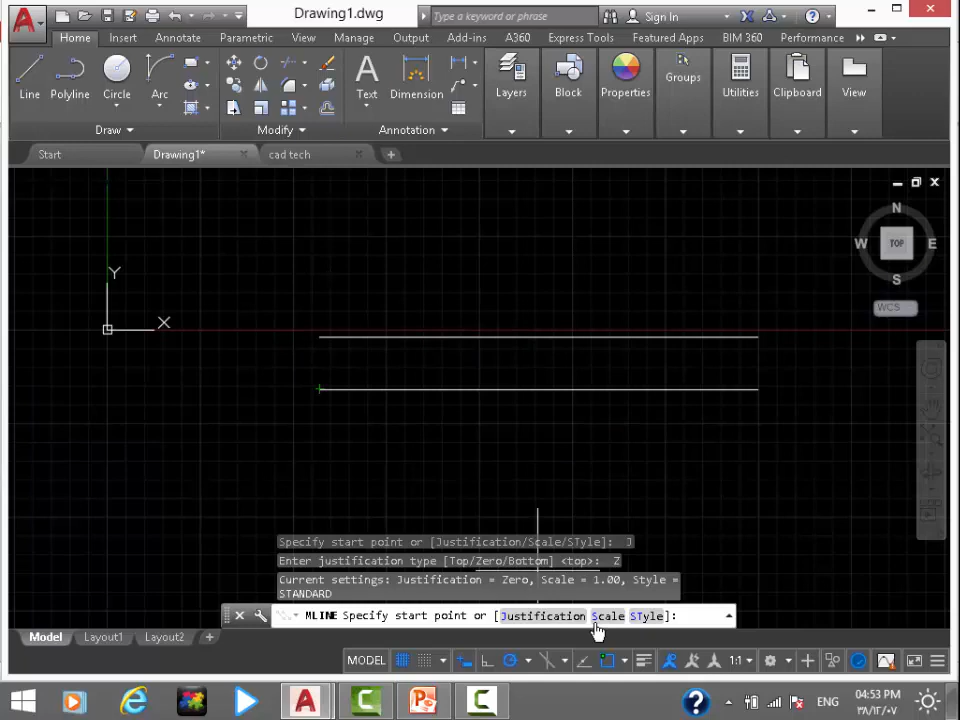 Drawing1.dwg
Type a keyword or phrase
Sign In
Home Insert Annotate Parametric View Manage Output Add-ins A360 Express Tools Featured Apps BIM 360 Performance
Line Polyline Circle Arc
Text Dimension
Layers Block Properties Groups Utilities Clipboard View
Draw Modify Annotation
Start Drawing1* cad tech
N
W TOP E
S
WCS
Y
X
Specify start point or [Justification/Scale/STyle]: J
Enter justification type [Top/Zero/Bottom] <top>: Z
Current settings: Justification = Zero, Scale = 1.00, Style =
STANDARD
MLINE Specify start point or [Justification Scale STyle]:
Model Layout1 Layout2
MODEL 1:1
ENG 04:53 PM
٣٨/١٢/٠٧